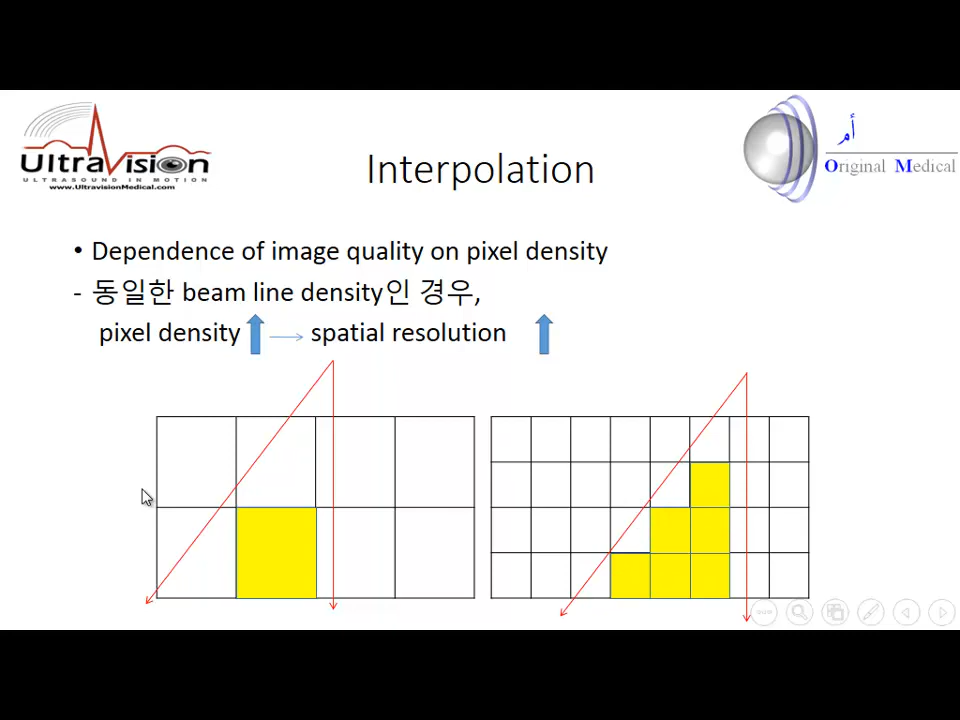 UltraVision
ULTRASOUND IN MOTION
www.UltravisionMedical.com
أم
Original Medical
Interpolation
• Dependence of image quality on pixel density
- 동일한 beam line density인 경우,
pixel density → spatial resolution